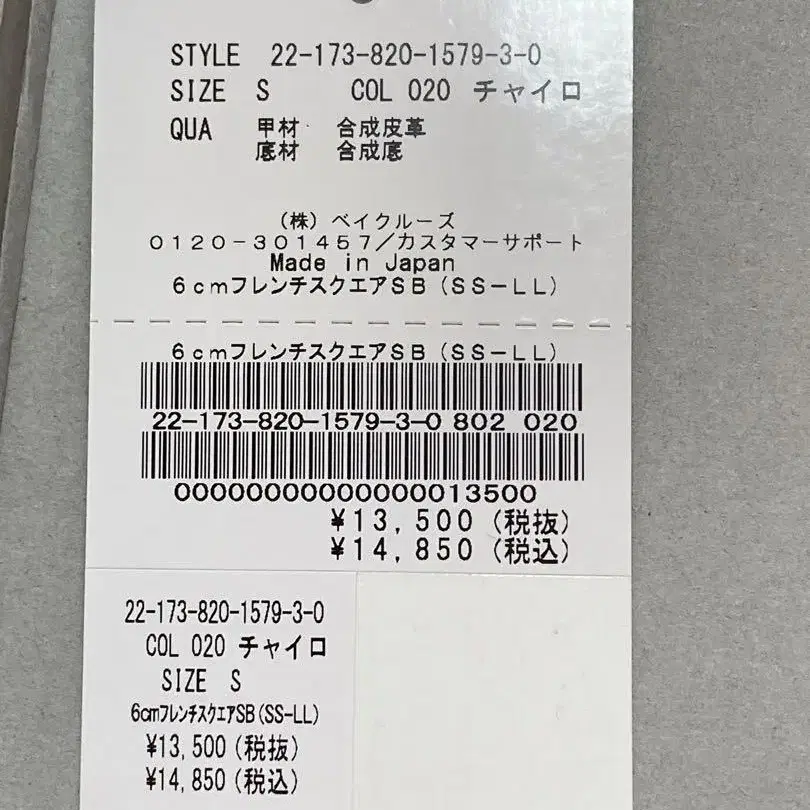 STYLE 22-173-820-1579-3-0
SIZE S COL 020 チャイロ
QUA 甲材 合成皮革
底材 合成底
(株)ベイクルーズ
0120-301457/カスタマーサポート
Made in Japan
6cmフレンチスクエアSB(SS-LL)
6cmフレンチスクエアSB(SS-LL)
22-173-820-1579-3-0 802 020
00000000000000013500
¥13,500(税抜)
¥14,850(税込)
22-173-820-1579-3-0
COL 020 チャイロ
SIZE S
6cmフレンチスクエアSB(SS-LL)
¥13,500(税抜)
¥14,850(税込)